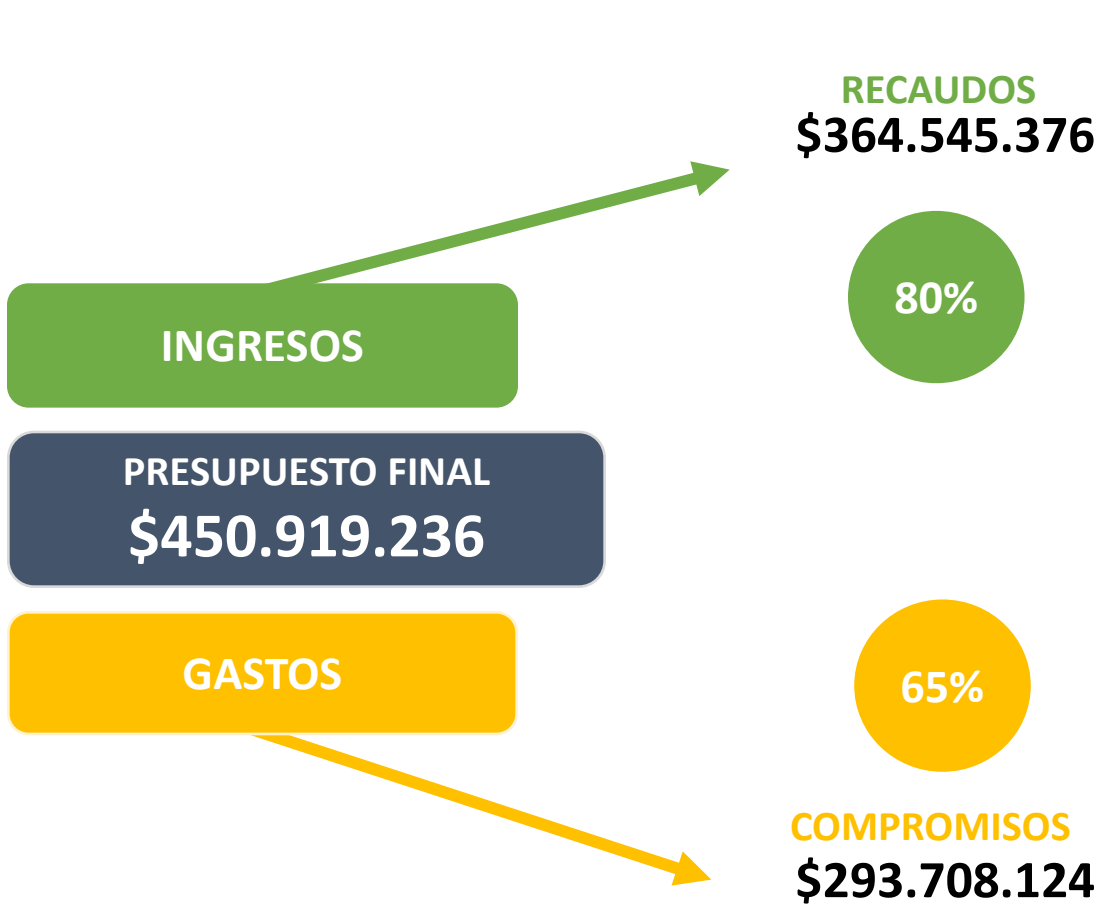 RECAUDOS
$364.545.376
80%
INGRESOS
PRESUPUESTO FINAL
$450.919.236
GASTOS
65%
COMPROMISOS
$293.708.124